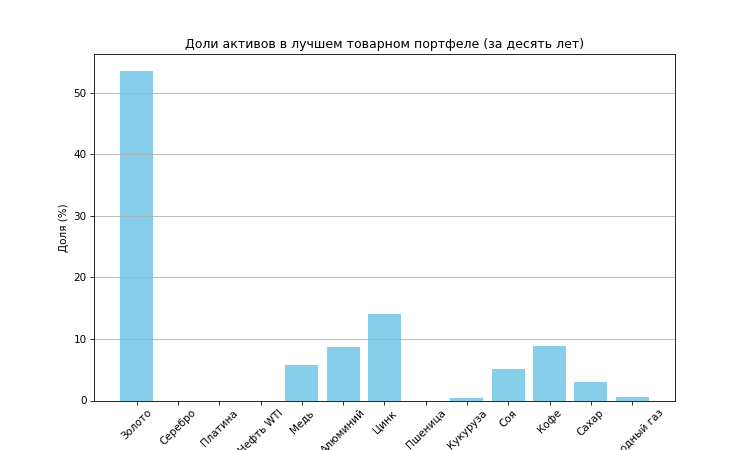 Доли активов в лучшем товарном портфеле (за десять лет)
Доля (%)
50
40
30
20
10
0
Золото
Серебро
Платина
Нефть WTI
Медь
Алюминий
Цинк
Пшеница
Кукуруза
Соя
Кофе
Сахар
одный газ